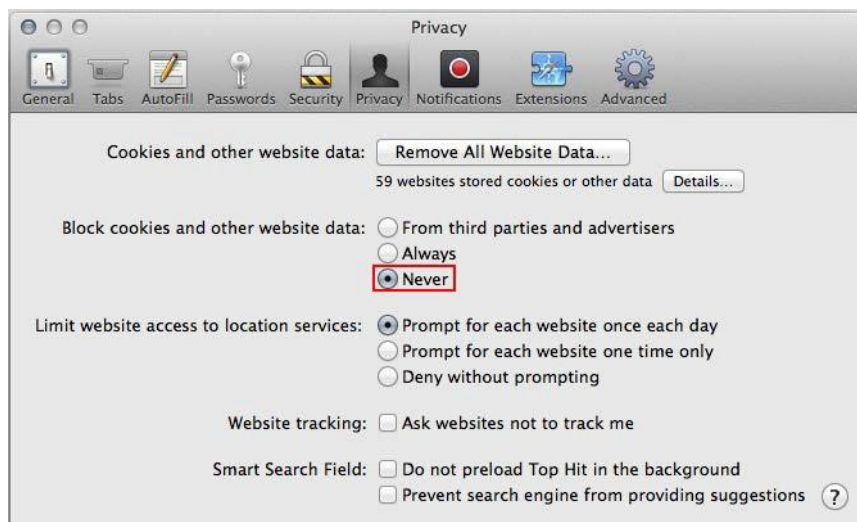 Privacy
General Tabs AutoFill Passwords Security Privacy Notifications Extensions Advanced
Cookies and other website data: Remove All Website Data...
59 websites stored cookies or other data Details...
Block cookies and other website data: From third parties and advertisers
Always
Never
Limit website access to location services: Prompt for each website once each day
Prompt for each website one time only
Deny without prompting
Website tracking: Ask websites not to track me
Smart Search Field: Do not preload Top Hit in the background
Prevent search engine from providing suggestions ?